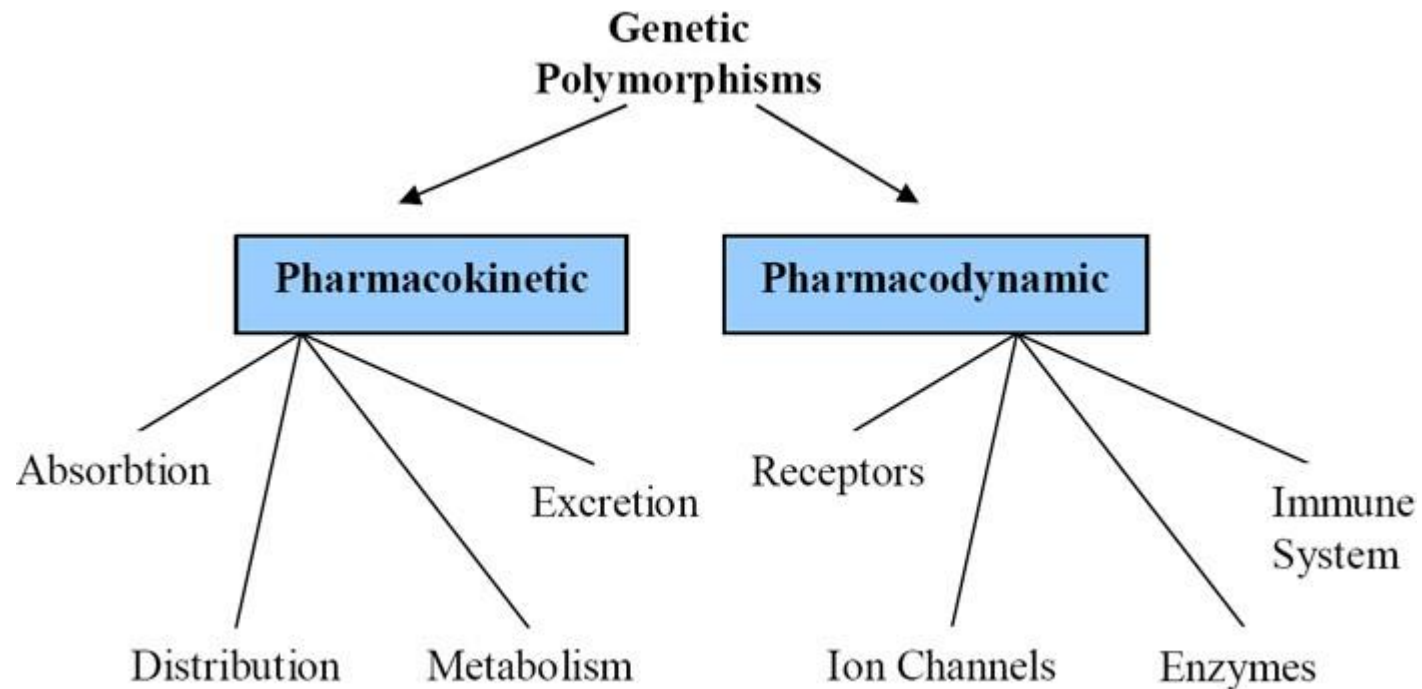 Genetic
Polymorphisms
Pharmacokinetic
Pharmacodynamic
Absorbtion
Excretion
Distribution
Metabolism
Receptors
Immune
System
Ion Channels
Enzymes